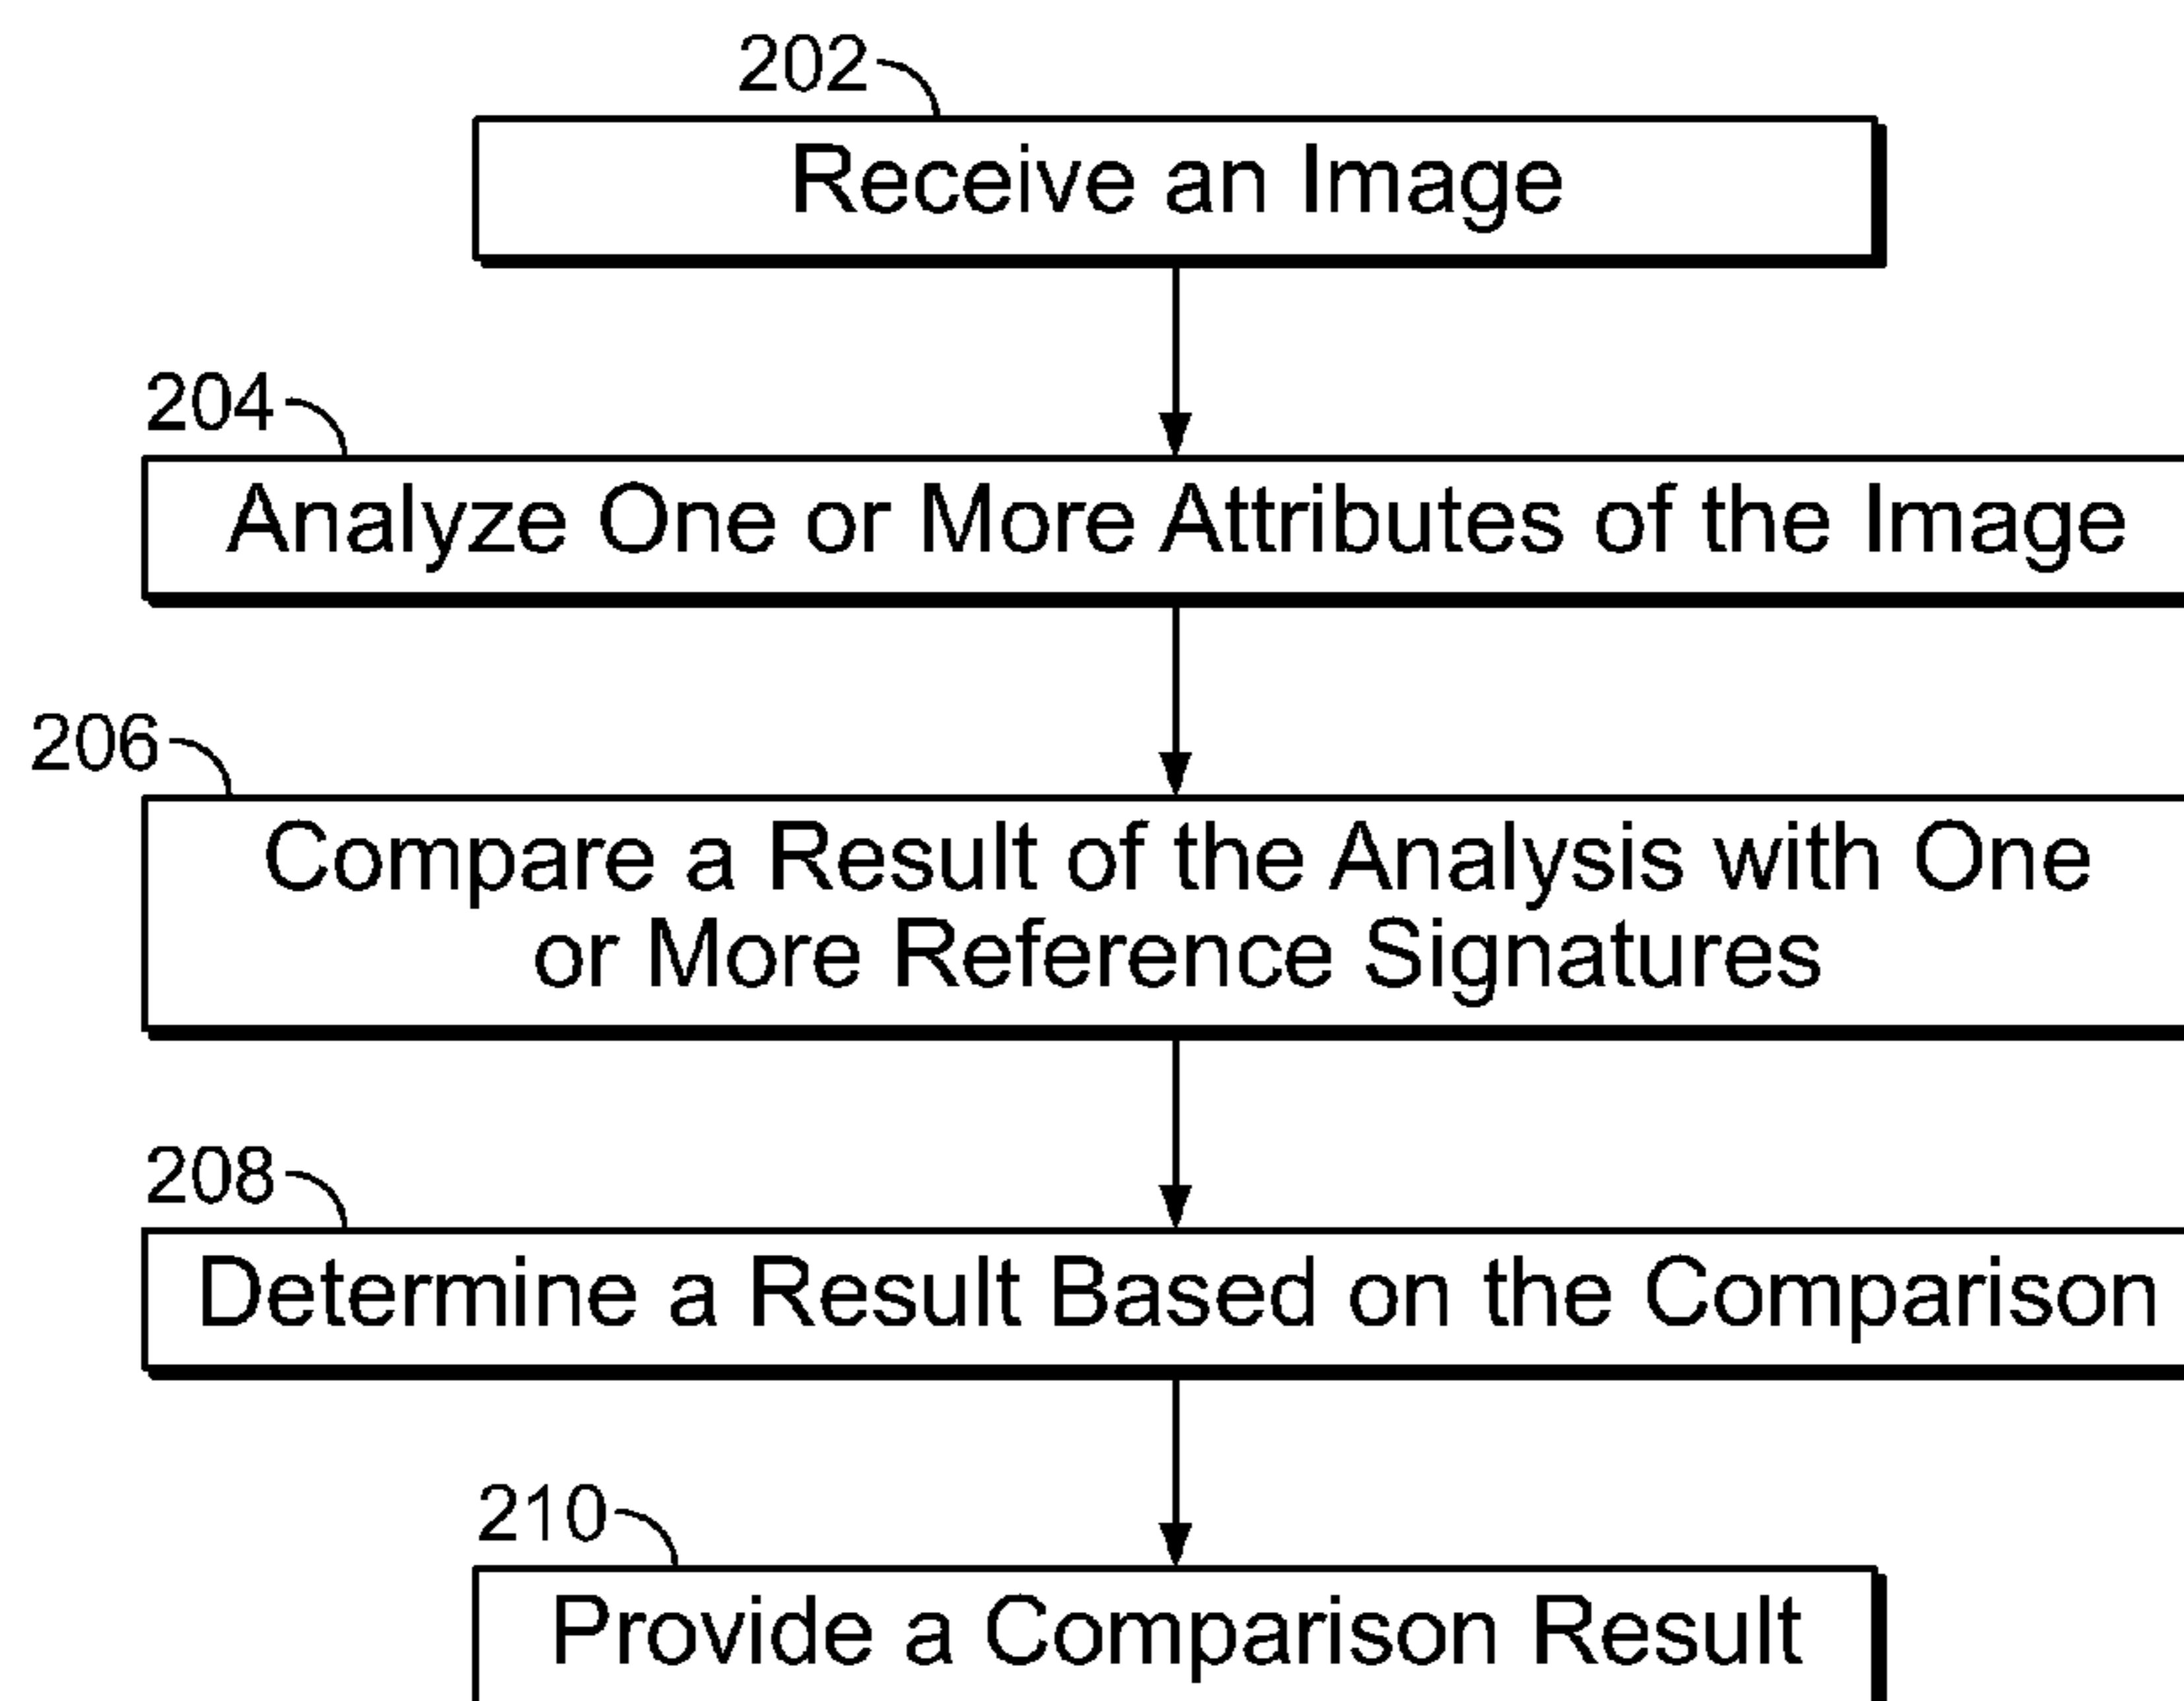 202
Receive an Image
204
Analyze One or More Attributes of the Image
206
Compare a Result of the Analysis with One
or More Reference Signatures
208
Determine a Result Based on the Comparison
210
Provide a Comparison Result